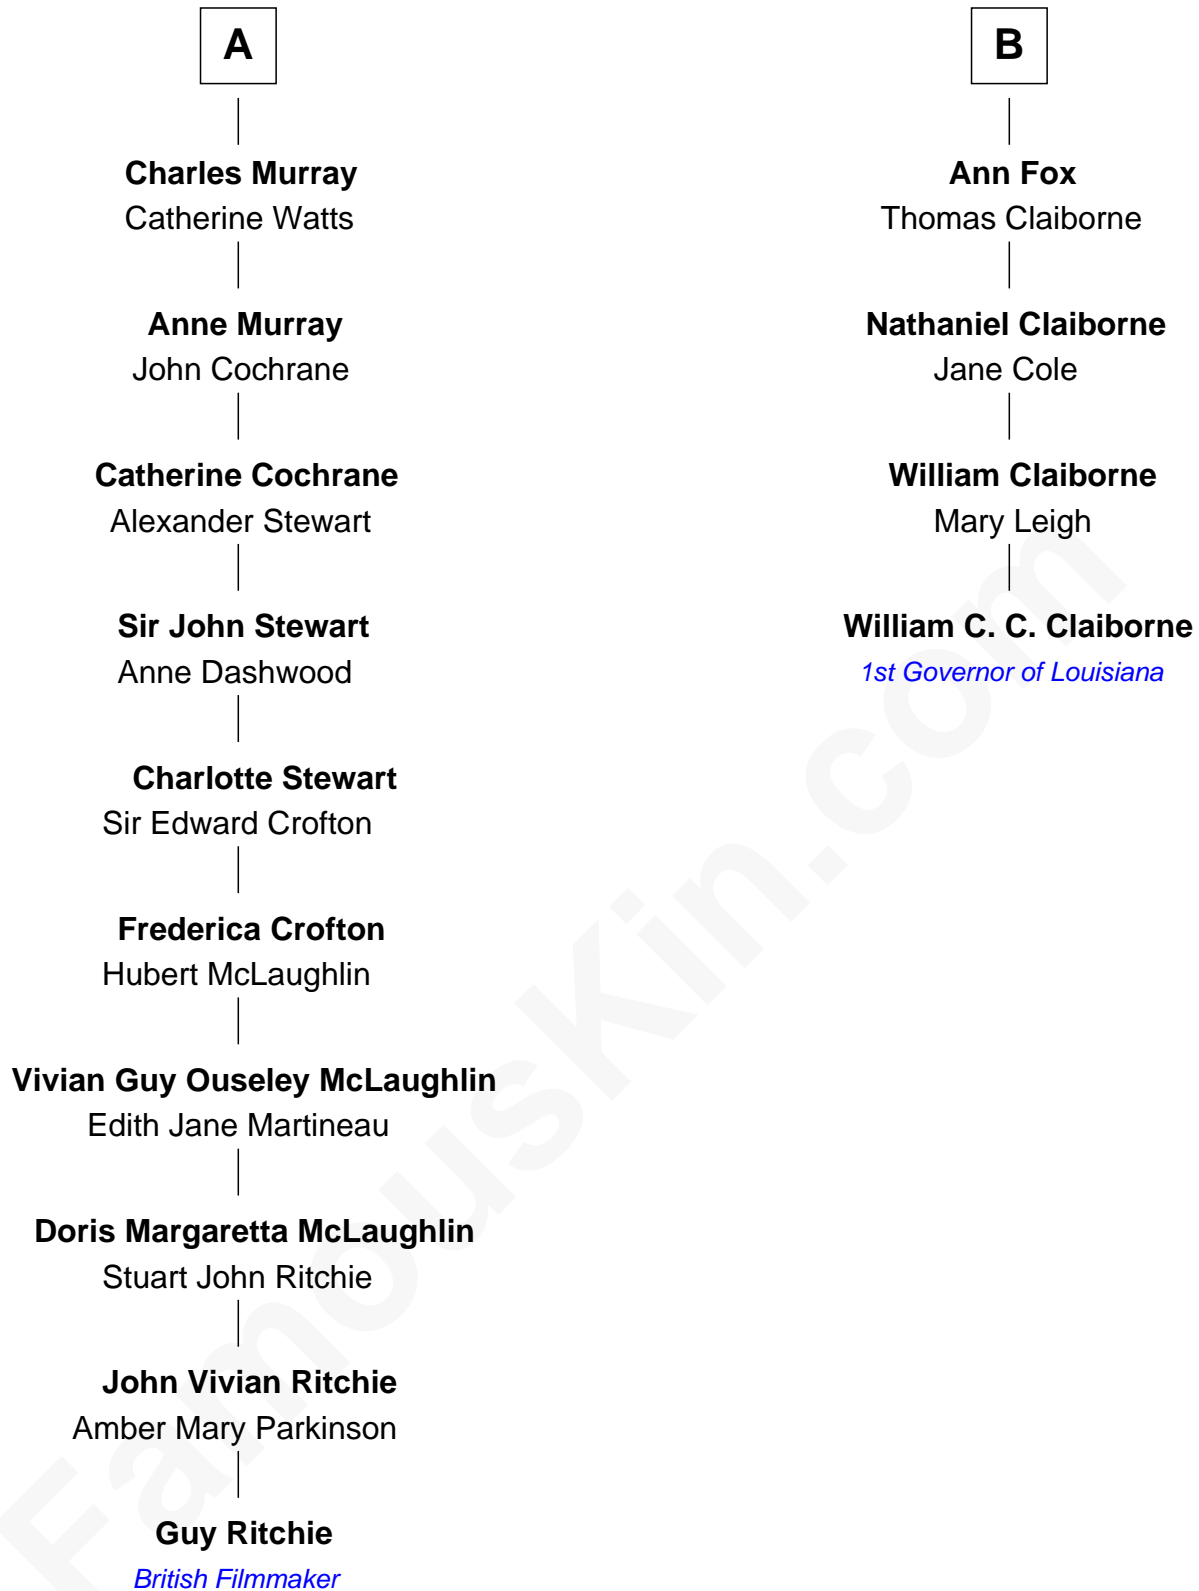 A
Charles Murray
Catherine Watts
Anne Murray
John Cochrane
Catherine Cochrane
Alexander Stewart
Sir John Stewart
Anne Dashwood
Charlotte Stewart
Sir Edward Crofton
Frederica Crofton
Hubert McLaughlin
Vivian Guy Ouseley McLaughlin
Edith Jane Martineau
Doris Margaretta McLaughlin
Stuart John Ritchie
John Vivian Ritchie
Amber Mary Parkinson
Guy Ritchie
British Filmmaker
B
Ann Fox
Thomas Claiborne
Nathaniel Claiborne
Jane Cole
William Claiborne
Mary Leigh
William C. C. Claiborne
1st Governor of Louisiana
FamousKin.com